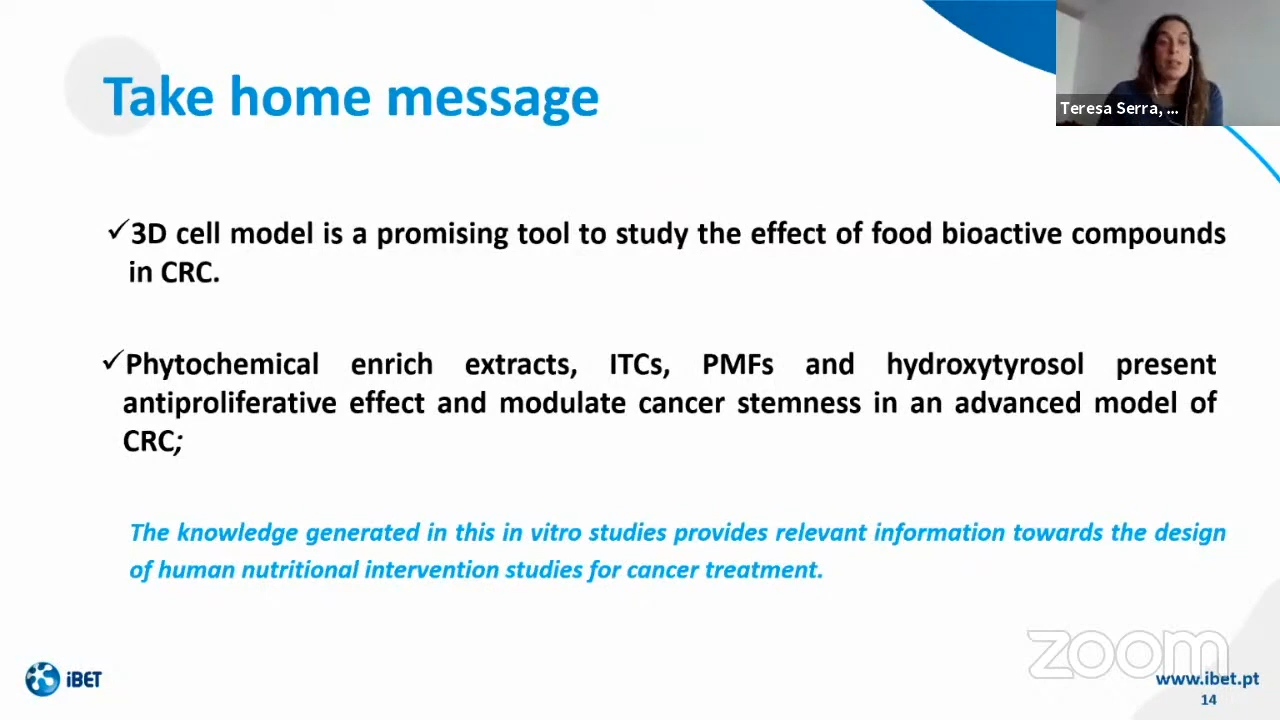 Take home message
Teresa Serra, ...
✓3D cell model is a promising tool to study the effect of food bioactive compounds
in CRC.
✓Phytochemical enrich extracts, ITCs, PMFs and hydroxytyrosol present
antiproliferative effect and modulate cancer stemness in an advanced model of
CRC;
The knowledge generated in this in vitro studies provides relevant information towards the design
of human nutritional intervention studies for cancer treatment.
zoom
iBET
www.ibet.pt
14